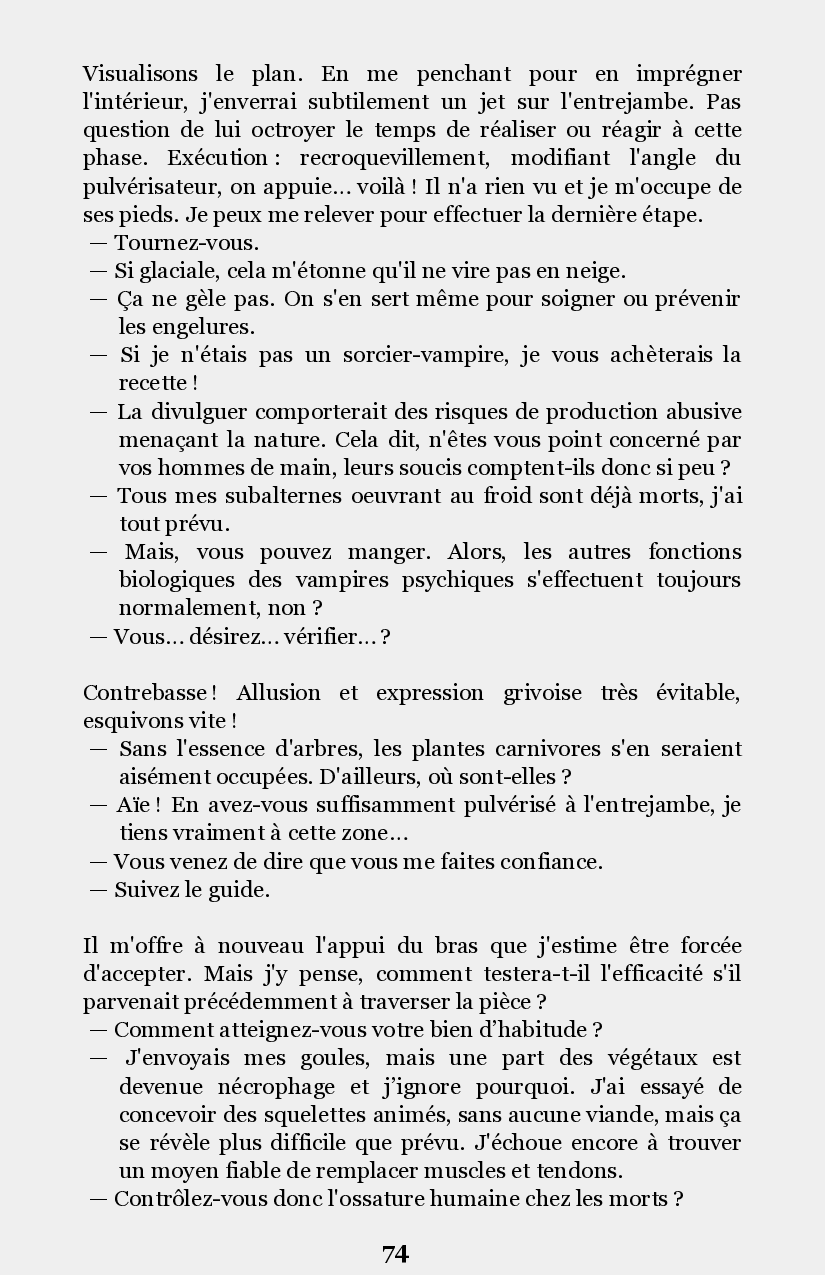 Visualisons le plan. En me penchant pour en imprégner
l'intérieur, j'enverrai subtilement un jet sur l'entrejambe. Pas
question de lui octroyer le temps de réaliser ou réagir à cette
phase. Exécution : recroquevillement, modifiant l'angle du
pulvérisateur, on appuie... voilà ! Il n'a rien vu et je m'occupe de
ses pieds. Je peux me relever pour effectuer la dernière étape.
— Tournez-vous.
— Si glaciale, cela m'étonne qu'il ne vire pas en neige.
— Ça ne gèle pas. On s'en sert même pour soigner ou prévenir
les engelures.
— Si je n'étais pas un sorcier-vampire, je vous achèterais la
recette !
— La divulguer comporterait des risques de production abusive
menaçant la nature. Cela dit, n'êtes vous point concerné par
vos hommes de main, leurs soucis comptent-ils donc si peu ?
— Tous mes subalternes oeuvrant au froid sont déjà morts, j'ai
tout prévu.
— Mais, vous pouvez manger. Alors, les autres fonctions
biologiques des vampires psychiques s'effectuent toujours
normalement, non ?
— Vous... désirez... vérifier... ?
Contrebasse ! Allusion et expression grivoise très évitable,
esquivons vite !
— Sans l'essence d'arbres, les plantes carnivores s'en seraient
aisément occupées. D'ailleurs, où sont-elles ?
— Aïe ! En avez-vous suffisamment pulvérisé à l'entrejambe, je
tiens vraiment à cette zone...
— Vous venez de dire que vous me faites confiance.
— Suivez le guide.
Il m'offre à nouveau l'appui du bras que j'estime être forcée
d'accepter. Mais j'y pense, comment testera-t-il l'efficacité s'il
parvenait précédemment à traverser la pièce ?
— Comment atteignez-vous votre bien d’habitude ?
— J'envoyais mes goules, mais une part des végétaux est
devenue nécrophage et j’ignore pourquoi. J'ai essayé de
concevoir des squelettes animés, sans aucune viande, mais ça
se révèle plus difficile que prévu. J'échoue encore à trouver
un moyen fiable de remplacer muscles et tendons.
— Contrôlez-vous donc l'ossature humaine chez les morts ?
74